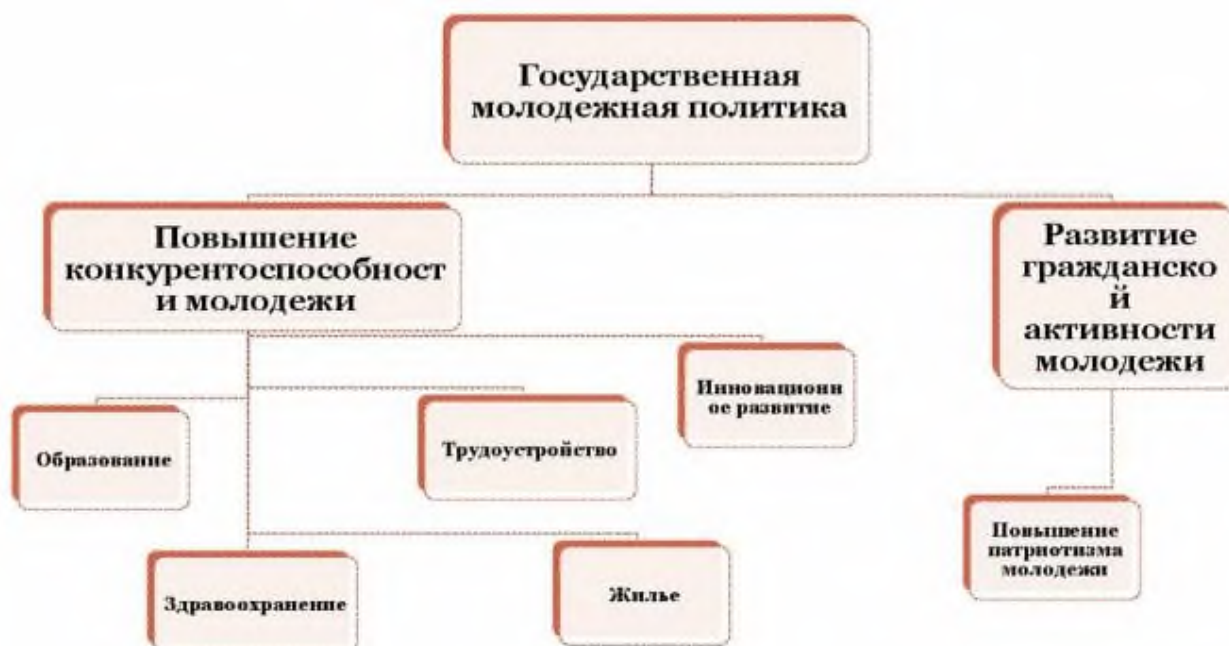 Государственная
молодежная политика
Повышение
конкурентоспособност
и молодежи
Развитие
гражданско
й
активности
молодежи
Инновационн
ое развитие
Образование
Трудоустройство
Повышение
патриотизма
молодежи
Здравоохранение
Жилье